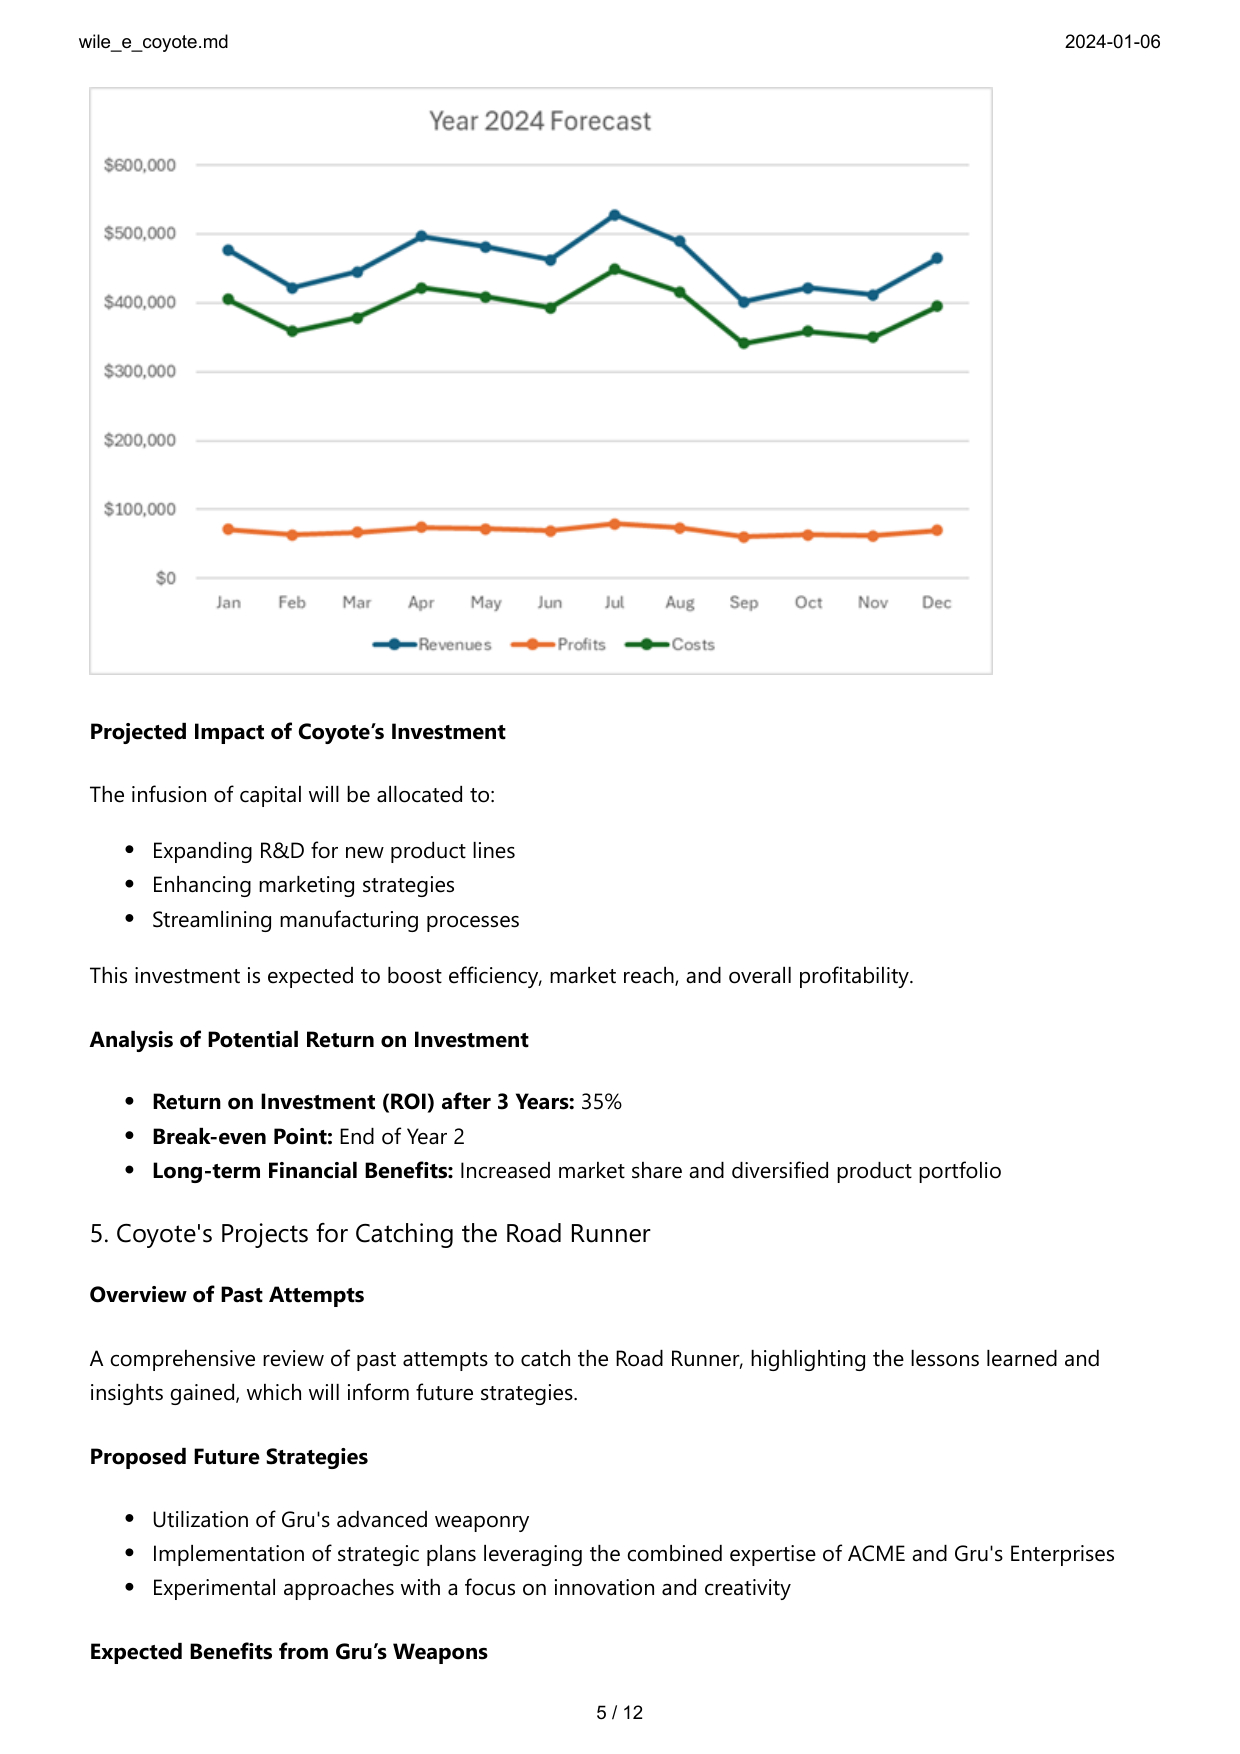 wile_e_coyote.md 2024-01-06
Year 2024 Forecast
$600,000
$500,000
$400,000
$300,000
$200,000
$100,000
$0
Jan Feb Mar Apr May Jun Jul Aug Sep Oct Nov Dec
Revenues Profits Costs
Projected Impact of Coyote’s Investment
The infusion of capital will be allocated to:
• Expanding R&D for new product lines
• Enhancing marketing strategies
• Streamlining manufacturing processes
This investment is expected to boost efficiency, market reach, and overall profitability.
Analysis of Potential Return on Investment
• Return on Investment (ROI) after 3 Years: 35%
• Break-even Point: End of Year 2
• Long-term Financial Benefits: Increased market share and diversified product portfolio
5. Coyote's Projects for Catching the Road Runner
Overview of Past Attempts
A comprehensive review of past attempts to catch the Road Runner, highlighting the lessons learned and
insights gained, which will inform future strategies.
Proposed Future Strategies
• Utilization of Gru's advanced weaponry
• Implementation of strategic plans leveraging the combined expertise of ACME and Gru's Enterprises
• Experimental approaches with a focus on innovation and creativity
Expected Benefits from Gru’s Weapons
5 / 12